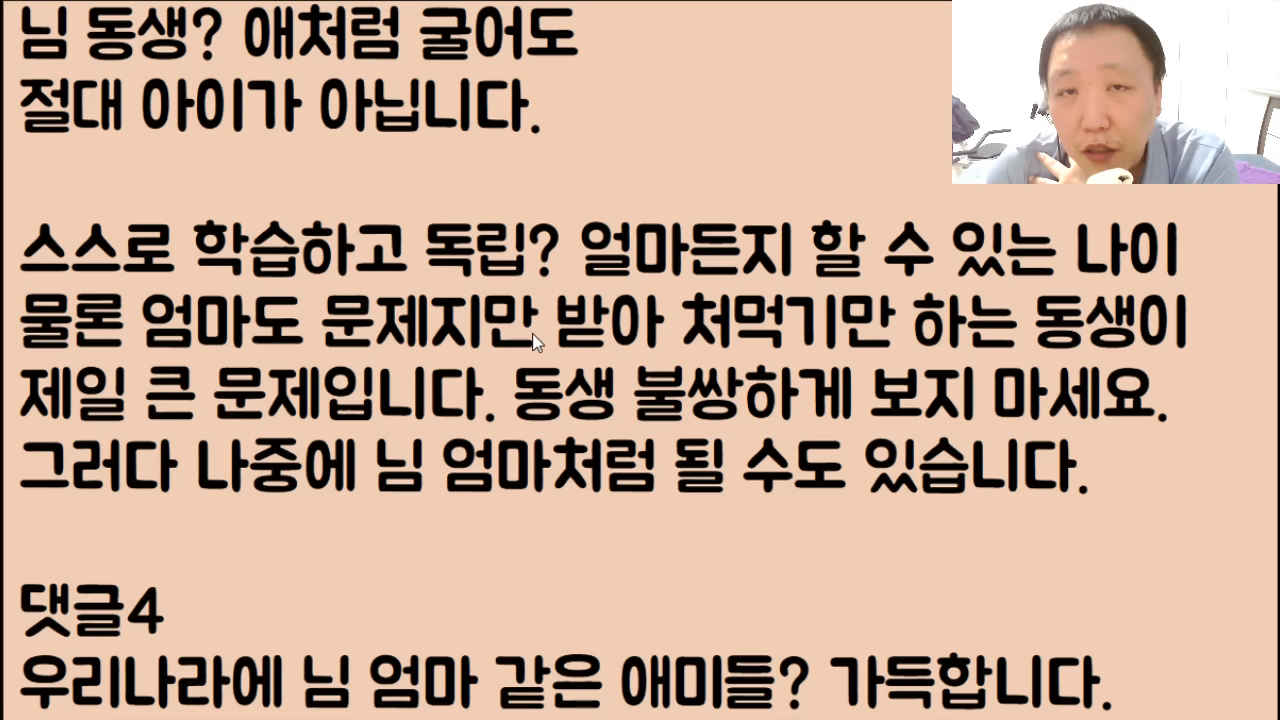 님 동생? 애처럼 굴어도
절대 아이가 아닙니다.
스스로 학습하고 독립? 얼마든지 할 수 있는 나이
물론 엄마도 문제지만 받아 처먹기만 하는 동생이
제일 큰 문제입니다. 동생 불쌍하게 보지 마세요.
그러다 나중에 님 엄마처럼 될 수도 있습니다.
댓글4
우리나라에 님 엄마 같은 애미들? 가득합니다.